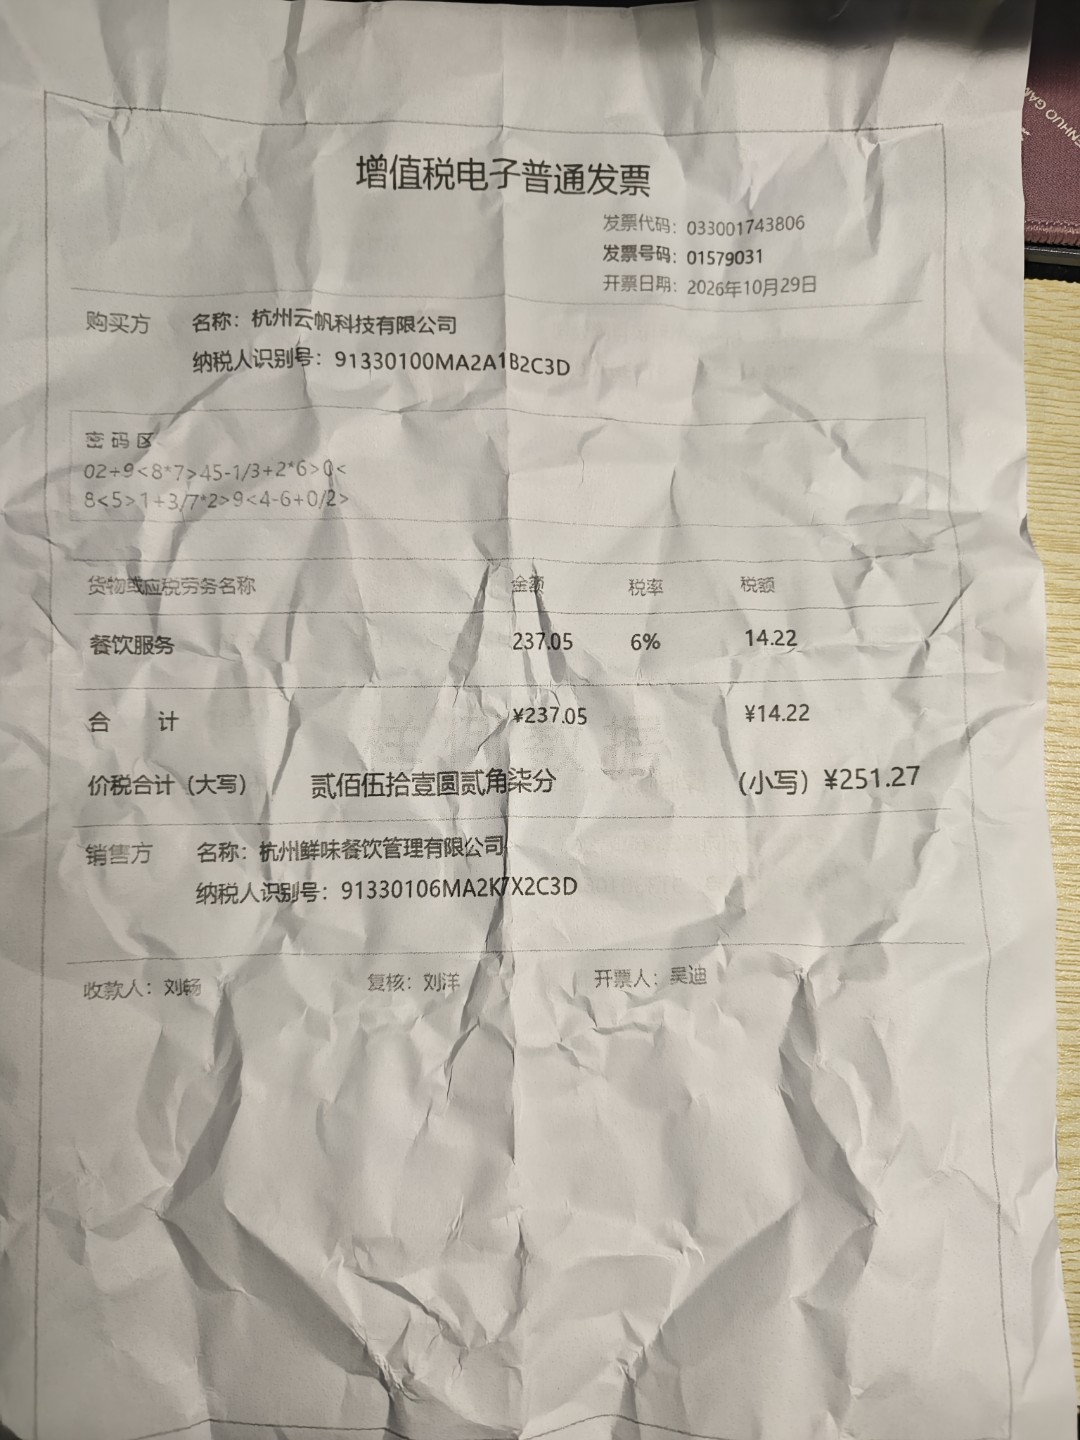 增值税电子普通发票
发票代码：033001743806
发票号码：01579031
开票日期：2026年10月29日
购买方 名称：杭州云帆科技有限公司
纳税人识别号：91330100MA2A1B2C3D
密码区
02+9<8*7>45-1/3+2*6>0<
8<5>1+3/7*2>9<4-6+0/2>
货物或应税劳务名称 金额 税率 税额
餐饮服务 237.05 6% 14.22
合 计 ¥237.05 ¥14.22
价税合计（大写） 贰佰伍拾壹圆贰角柒分 （小写）¥251.27
销售方 名称：杭州鲜味餐饮管理有限公司
纳税人识别号：91330106MA2K7X2C3D
收款人：刘畅 复核：刘洋 开票人：吴迪